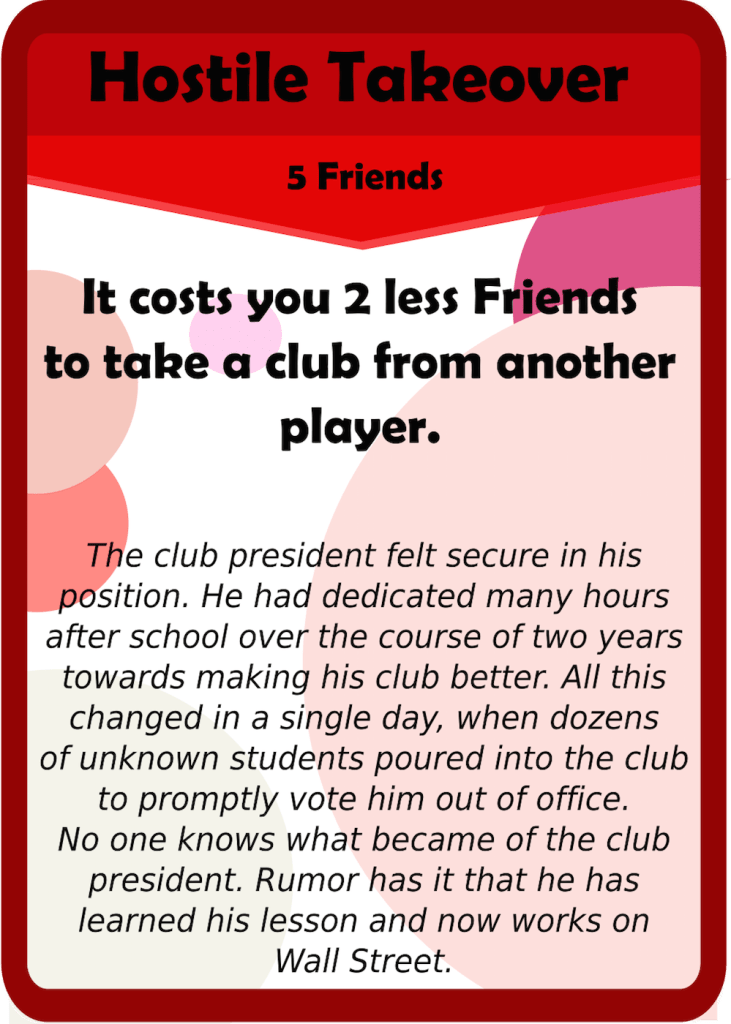 Hostile Takeover
5 Friends
It costs you 2 less Friends
to take a club from another
player.
The club president felt secure in his
position. He had dedicated many hours
after school over the course of two years
towards making his club better. All this
changed in a single day, when dozens
of unknown students poured into the club
to promptly vote him out of office.
No one knows what became of the club
president. Rumor has it that he has
learned his lesson and now works on
Wall Street.